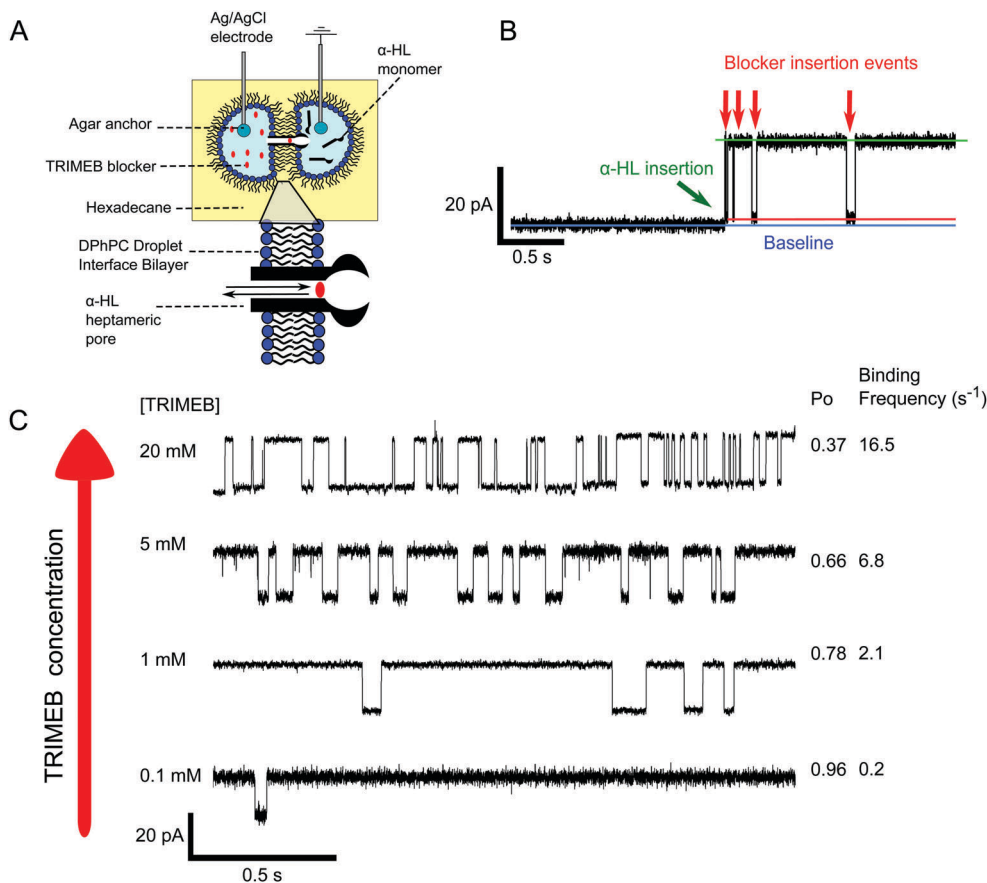 A
Ag/AgCl
electrode
α-HL
monomer
Agar anchor
TRIMEB blocker
Hexadecane
DPhPC Droplet
Interface Bilayer
α-HL
heptameric
pore
B
Blocker insertion events
α-HL insertion
20 pA
Baseline
0.5 s
C
[TRIMEB]
Po
Binding
Frequency (s⁻¹)
20 mM
0.37 16.5
5 mM
0.66 6.8
1 mM
0.78 2.1
0.1 mM
0.96 0.2
TRIMEB concentration
20 pA
0.5 s